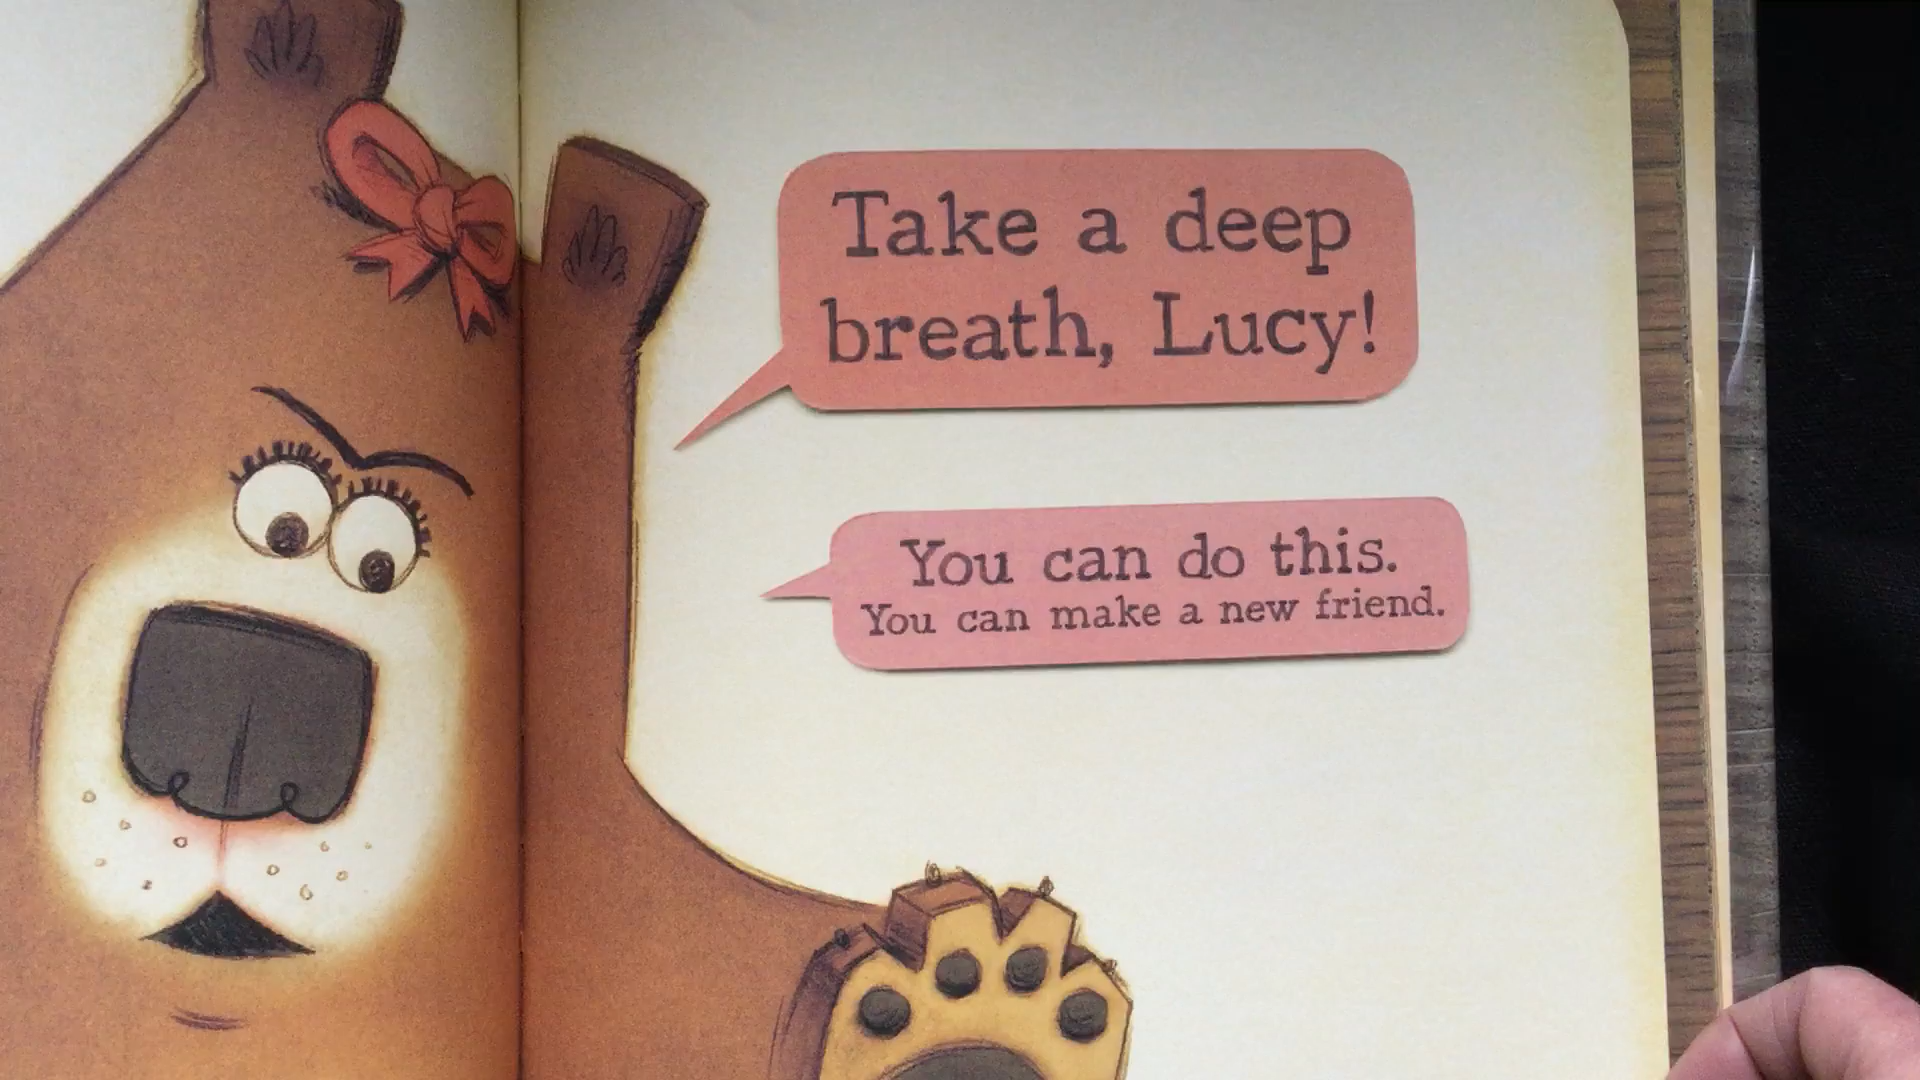 Take a deep
breath, Lucy!
You can do this.
You can make a new friend.